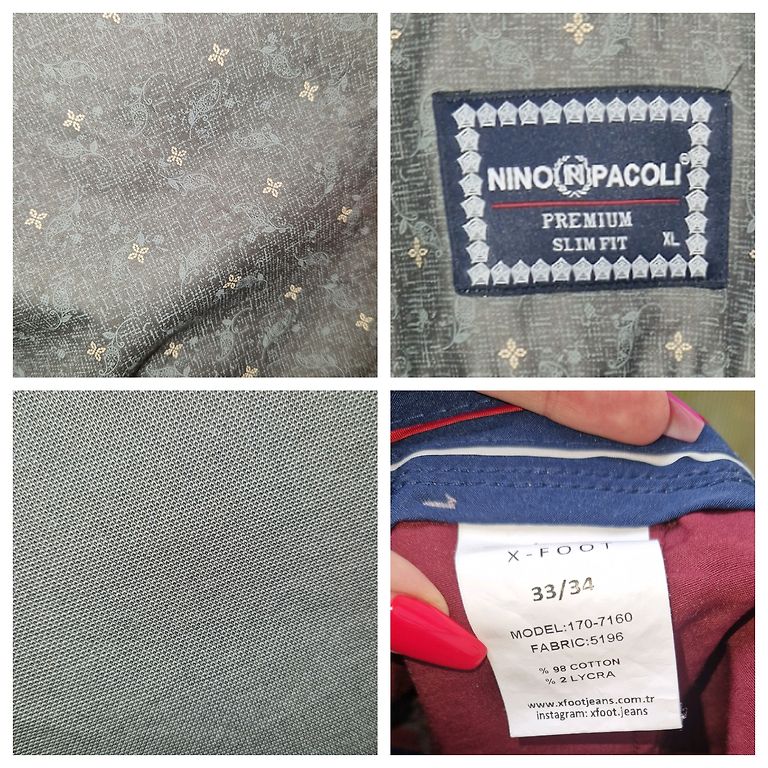 NINO PACOLI
PREMIUM
SLIM FIT XL
X-FOOT
33/34
MODEL:170-7160
FABRIC:5196
% 98 COTTON
% 2 LYCRA
www.xfootjeans.com.tr
instagram: xfoot.jeans